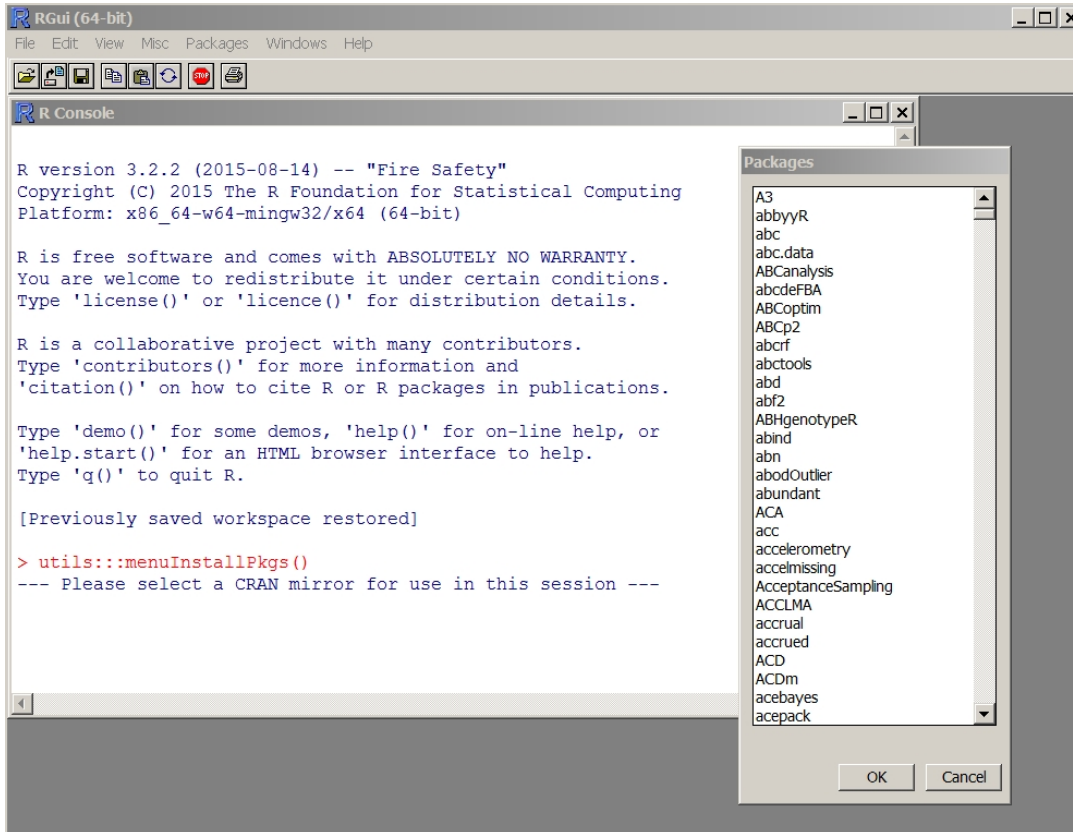 RGui (64-bit)
File Edit View Misc Packages Windows Help
STOP
R Console
R version 3.2.2 (2015-08-14) -- "Fire Safety"
Copyright (C) 2015 The R Foundation for Statistical Computing
Platform: x86_64-w64-mingw32/x64 (64-bit)
R is free software and comes with ABSOLUTELY NO WARRANTY.
You are welcome to redistribute it under certain conditions.
Type 'license()' or 'licence()' for distribution details.
R is a collaborative project with many contributors.
Type 'contributors()' for more information and
'citation()' on how to cite R or R packages in publications.
Type 'demo()' for some demos, 'help()' for on-line help, or
'help.start()' for an HTML browser interface to help.
Type 'q()' to quit R.
[Previously saved workspace restored]
> utils:::menuInstallPkgs()
--- Please select a CRAN mirror for use in this session ---
Packages
A3
abbyyR
abc
abc.data
ABCanalysis
abcdeFBA
ABCoptim
ABCp2
abcrf
abctools
abd
abf2
ABHgenotypeR
abind
abn
abodOutlier
abundant
ACA
acc
accelerometry
accelmissing
AcceptanceSampling
ACCLMA
accrual
accrued
ACD
ACDm
acebayes
acepack
OK Cancel